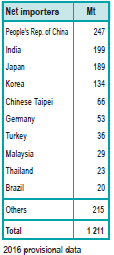 Net importers Mt
People's Rep. of China 247
India 199
Japan 189
Korea 134
Chinese Taipei 66
Germany 53
Turkey 36
Malaysia 29
Thailand 23
Brazil 20
Others 215
Total 1 211
2016 provisional data